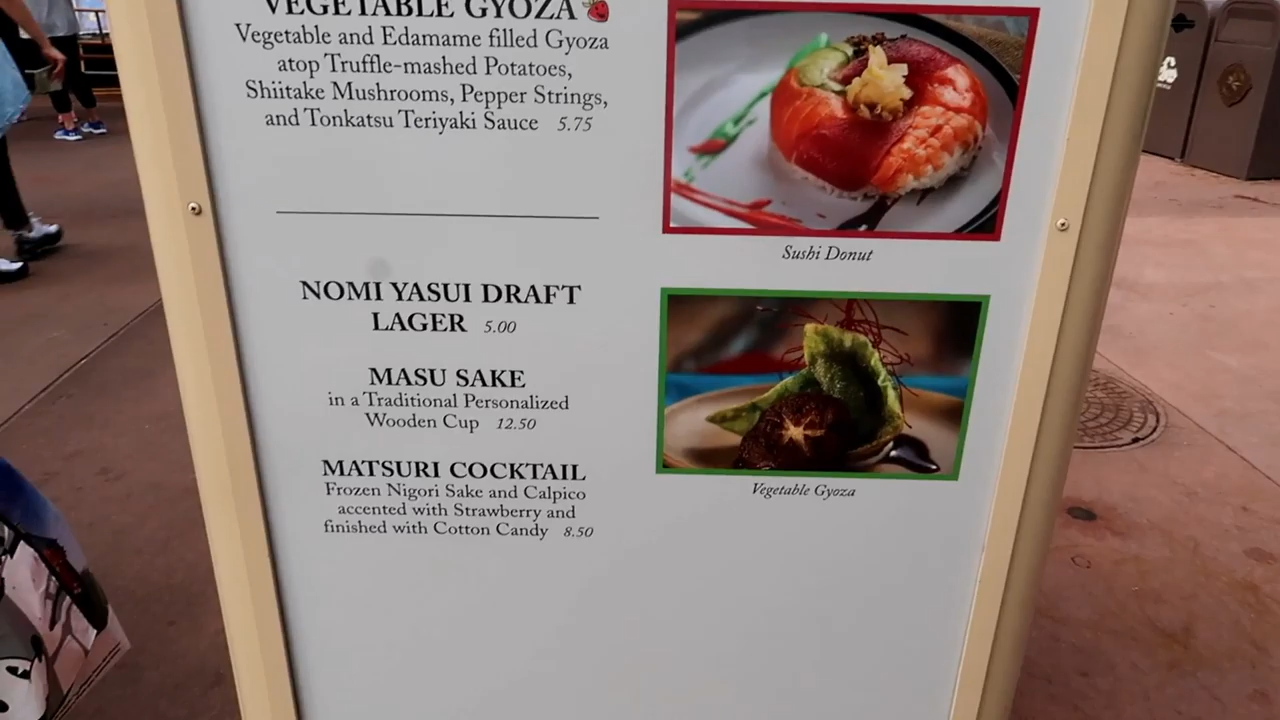 VEGETABLE GYOZA
Vegetable and Edamame filled Gyoza
atop Truffle-mashed Potatoes,
Shiitake Mushrooms, Pepper Strings,
and Tonkatsu Teriyaki Sauce 5.75
NOMI YASUI DRAFT
LAGER 5.00
MASU SAKE
in a Traditional Personalized
Wooden Cup 12.50
MATSURI COCKTAIL
Frozen Nigori Sake and Calpico
accented with Strawberry and
finished with Cotton Candy 8.50
Sushi Donut
Vegetable Gyoza